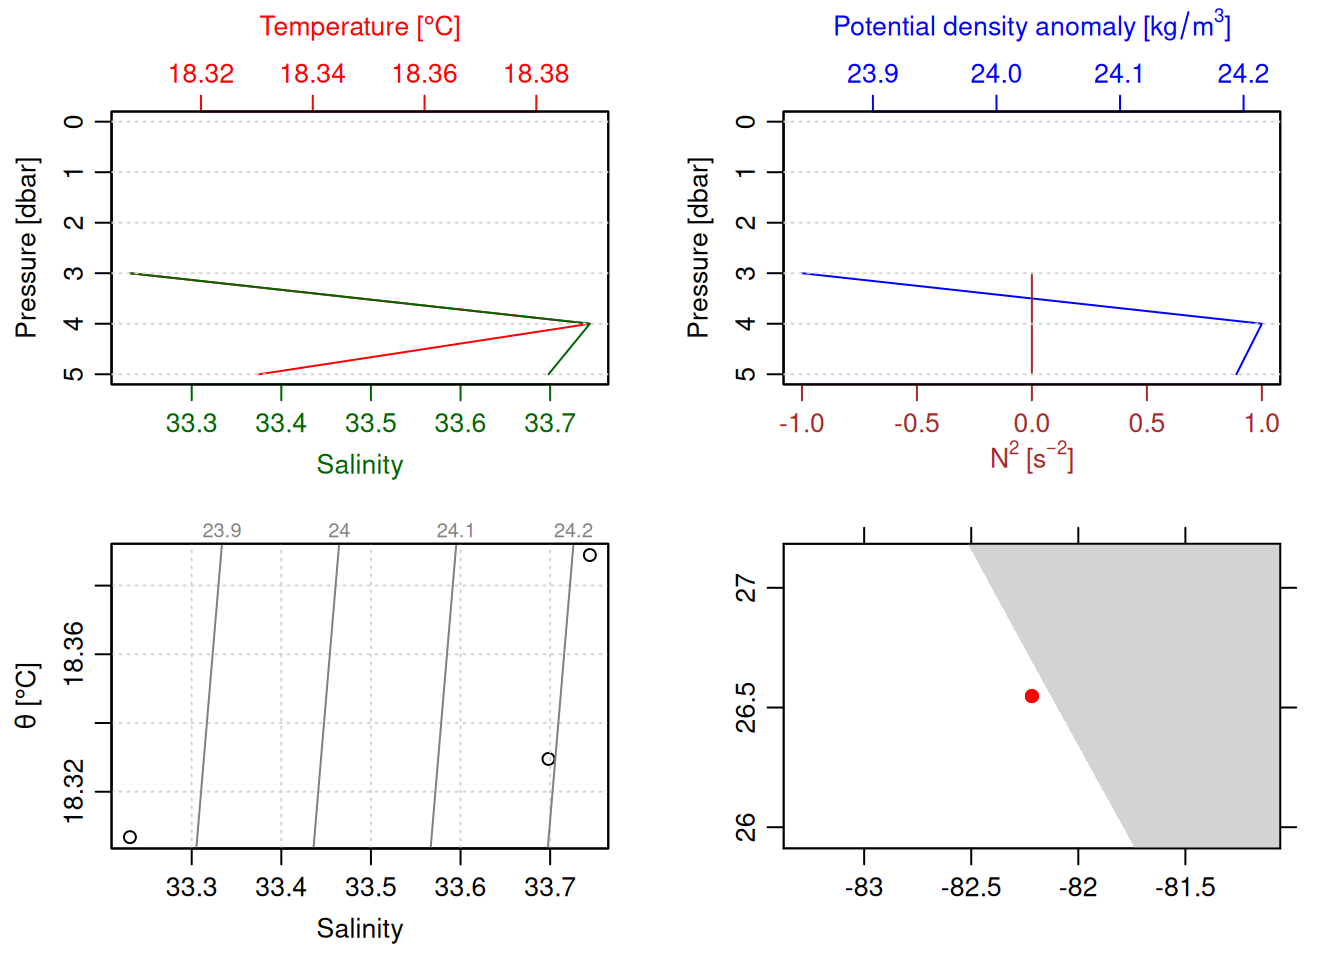 Temperature [°C]
18.32 18.34 18.36 18.38
Pressure [dbar]
0 1 2 3 4 5
33.3 33.4 33.5 33.6 33.7
Salinity
Potential density anomaly [kg/m³]
23.9 24.0 24.1 24.2
Pressure [dbar]
0 1 2 3 4 5
-1.0 -0.5 0.0 0.5 1.0
N² [s⁻²]
23.9 24 24.1 24.2
θ [°C]
18.36
18.32
33.3 33.4 33.5 33.6 33.7
Salinity
27
26.5
26
-83 -82.5 -82 -81.5